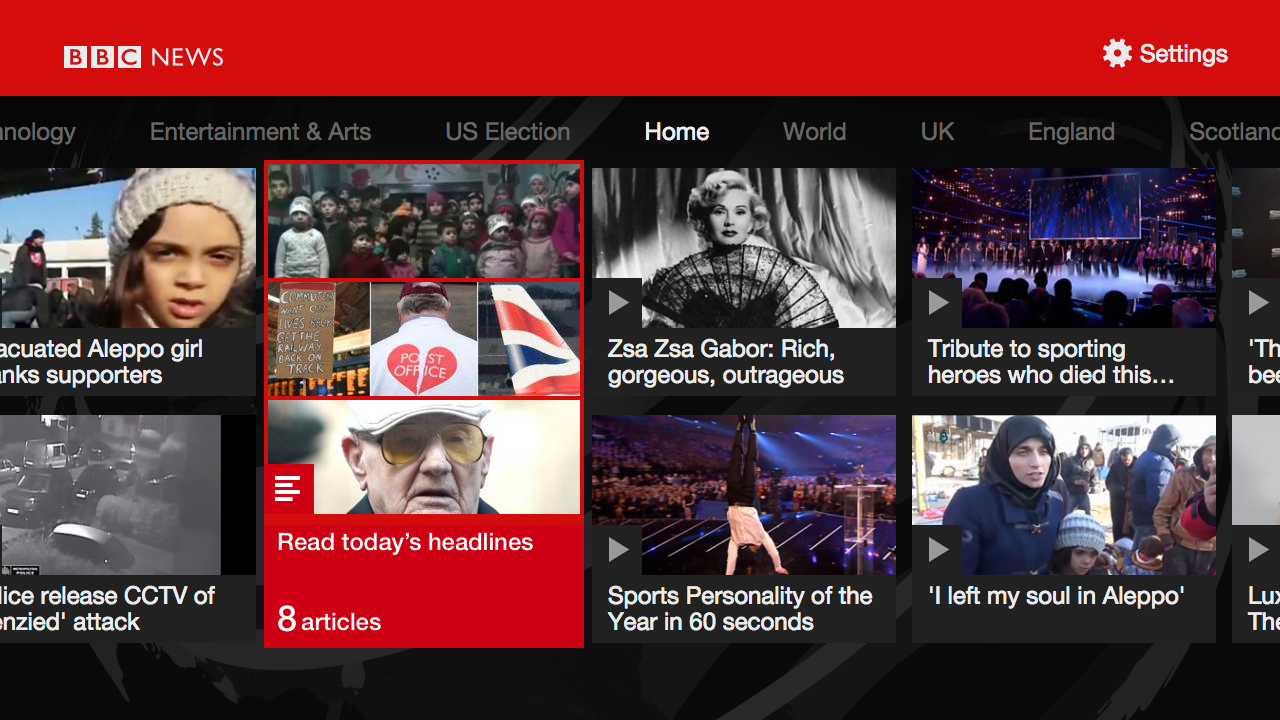 BBC NEWS
Settings
nology
Entertainment & Arts
US Election
Home
World
UK
England
Scotland
acuated Aleppo girl
anks supporters
COMMUTERS
WANT OUR
LIVES BACK
GET THE
RAILWAY
BACK ON
TRACK
POST
OFFICE
Read today's headlines
8 articles
Zsa Zsa Gabor: Rich,
gorgeous, outrageous
Tribute to sporting
heroes who died this...
'Th
bee
METROPOLITAN
POLICE
lice release CCTV of
enzied' attack
Sports Personality of the
Year in 60 seconds
'I left my soul in Aleppo'
Lux
The